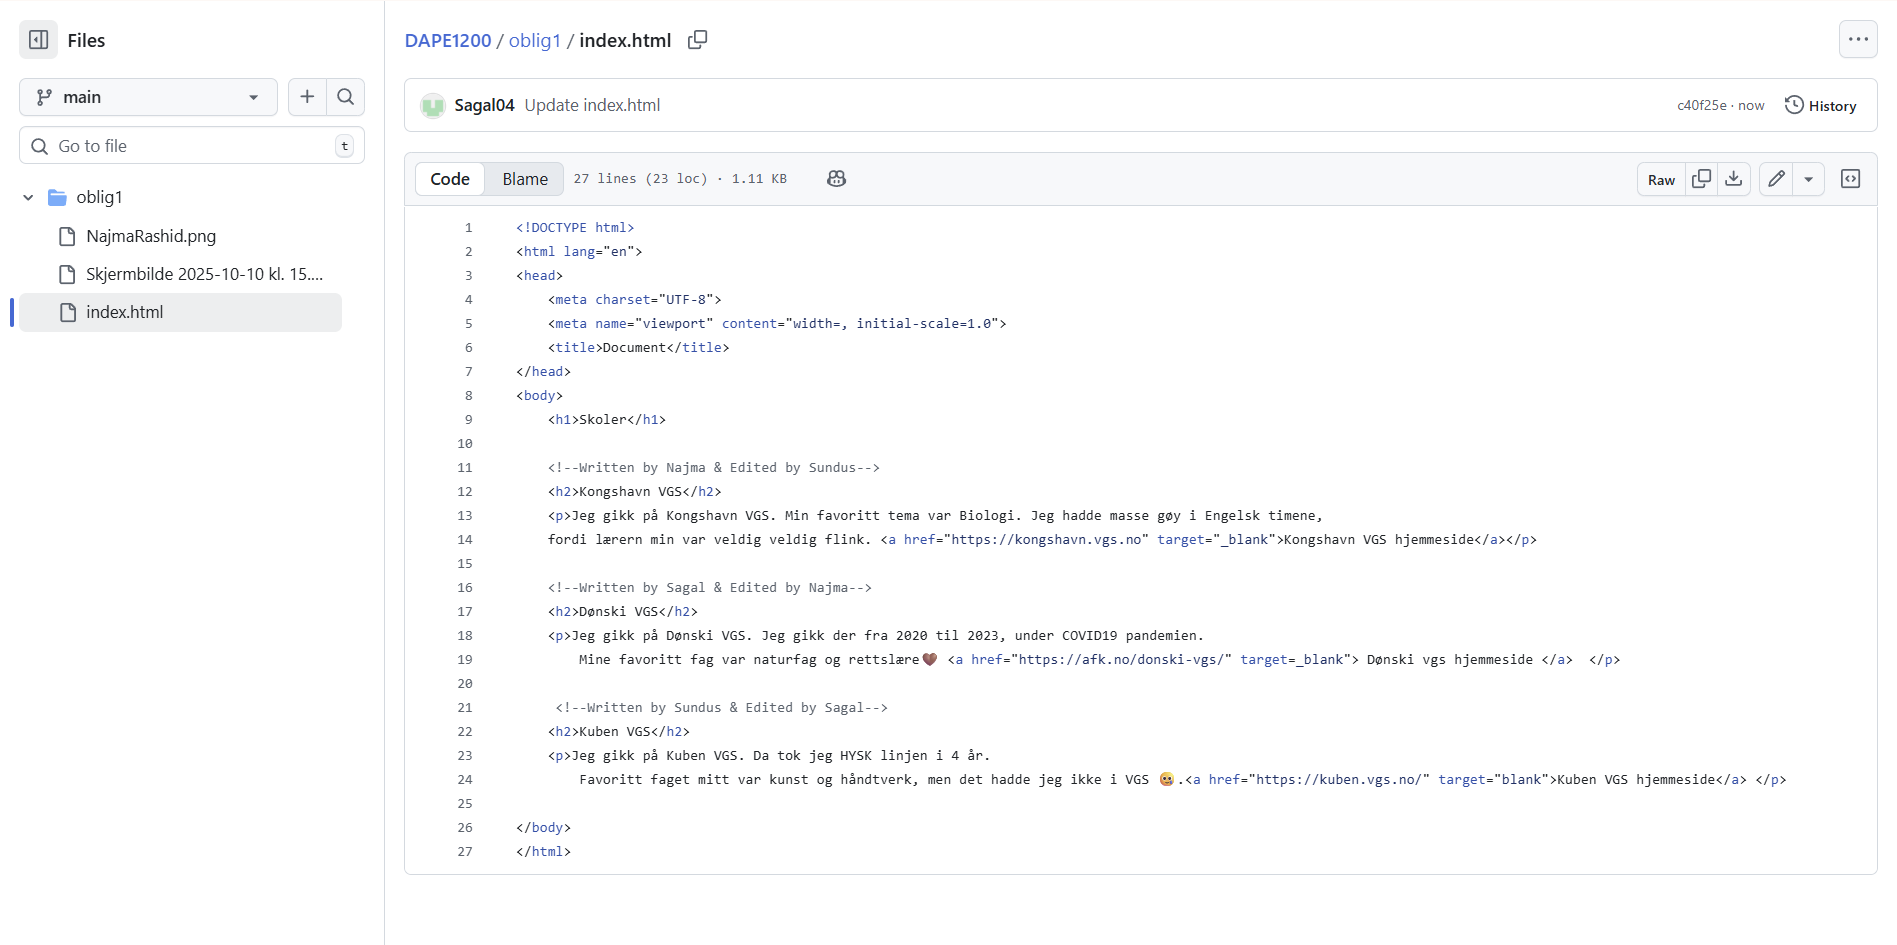 Files
main
Go to file
t
oblig1
NajmaRashid.png
Skjermbilde 2025-10-10 kl. 15....
index.html
DAPE1200 / oblig1 / index.html
Sagal04 Update index.html
c40f25e · now
History
Code Blame 27 lines (23 loc) · 1.11 KB
Raw
1 <!DOCTYPE html>
2 <html lang="en">
3 <head>
4 <meta charset="UTF-8">
5 <meta name="viewport" content="width=, initial-scale=1.0">
6 <title>Document</title>
7 </head>
8 <body>
9 <h1>Skoler</h1>
10
11 <!--Written by Najma & Edited by Sundus-->
12 <h2>Kongshavn VGS</h2>
13 <p>Jeg gikk på Kongshavn VGS. Min favoritt tema var Biologi. Jeg hadde masse gøy i Engelsk timene,
14 fordi lærern min var veldig veldig flink. <a href="https://kongshavn.vgs.no" target="_blank">Kongshavn VGS hjemmeside</a></p>
15
16 <!--Written by Sagal & Edited by Najma-->
17 <h2>Dønski VGS</h2>
18 <p>Jeg gikk på Dønski VGS. Jeg gikk der fra 2020 til 2023, under COVID19 pandemien.
19 Mine favoritt fag var naturfag og rettslære🤎 <a href="https://afk.no/donski-vgs/" target=_blank"> Dønski vgs hjemmeside </a>  </p>
20
21 <!--Written by Sundus & Edited by Sagal-->
22 <h2>Kuben VGS</h2>
23 <p>Jeg gikk på Kuben VGS. Da tok jeg HYSK linjen i 4 år.
24 Favoritt faget mitt var kunst og håndtverk, men det hadde jeg ikke i VGS 😭.<a href="https://kuben.vgs.no/" target="blank">Kuben VGS hjemmeside</a> </p>
25
26 </body>
27 </html>